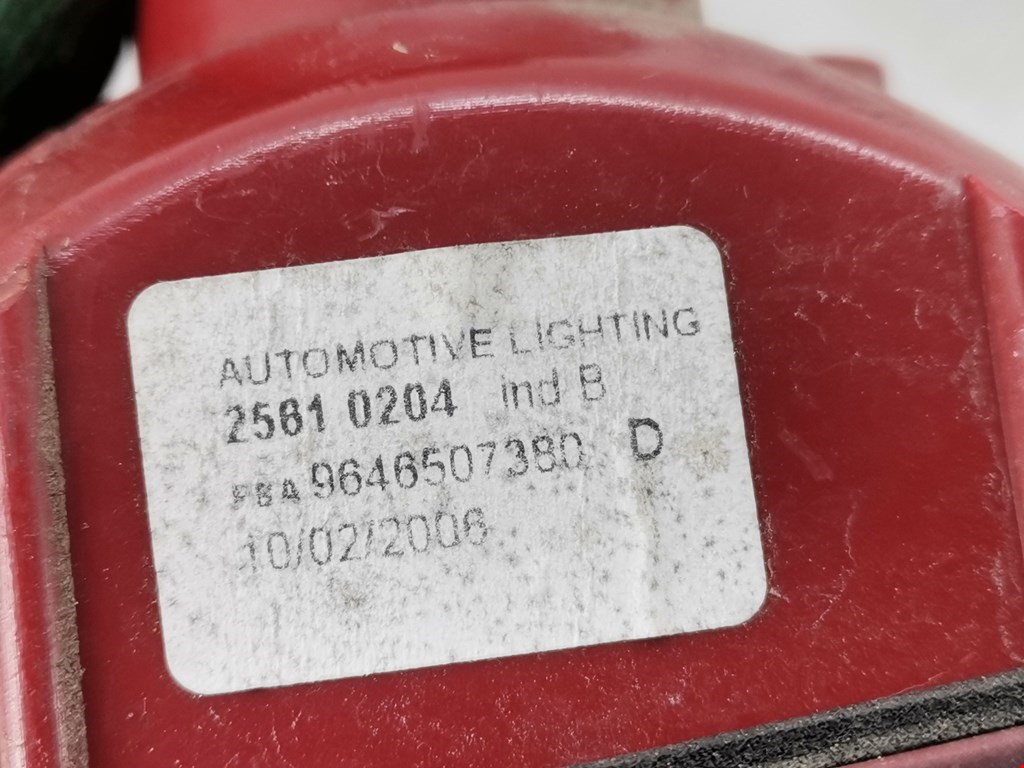 AUTOMOTIVE LIGHTING
2561 0204 ind B
PSA 9646507380 D
10/02/2006